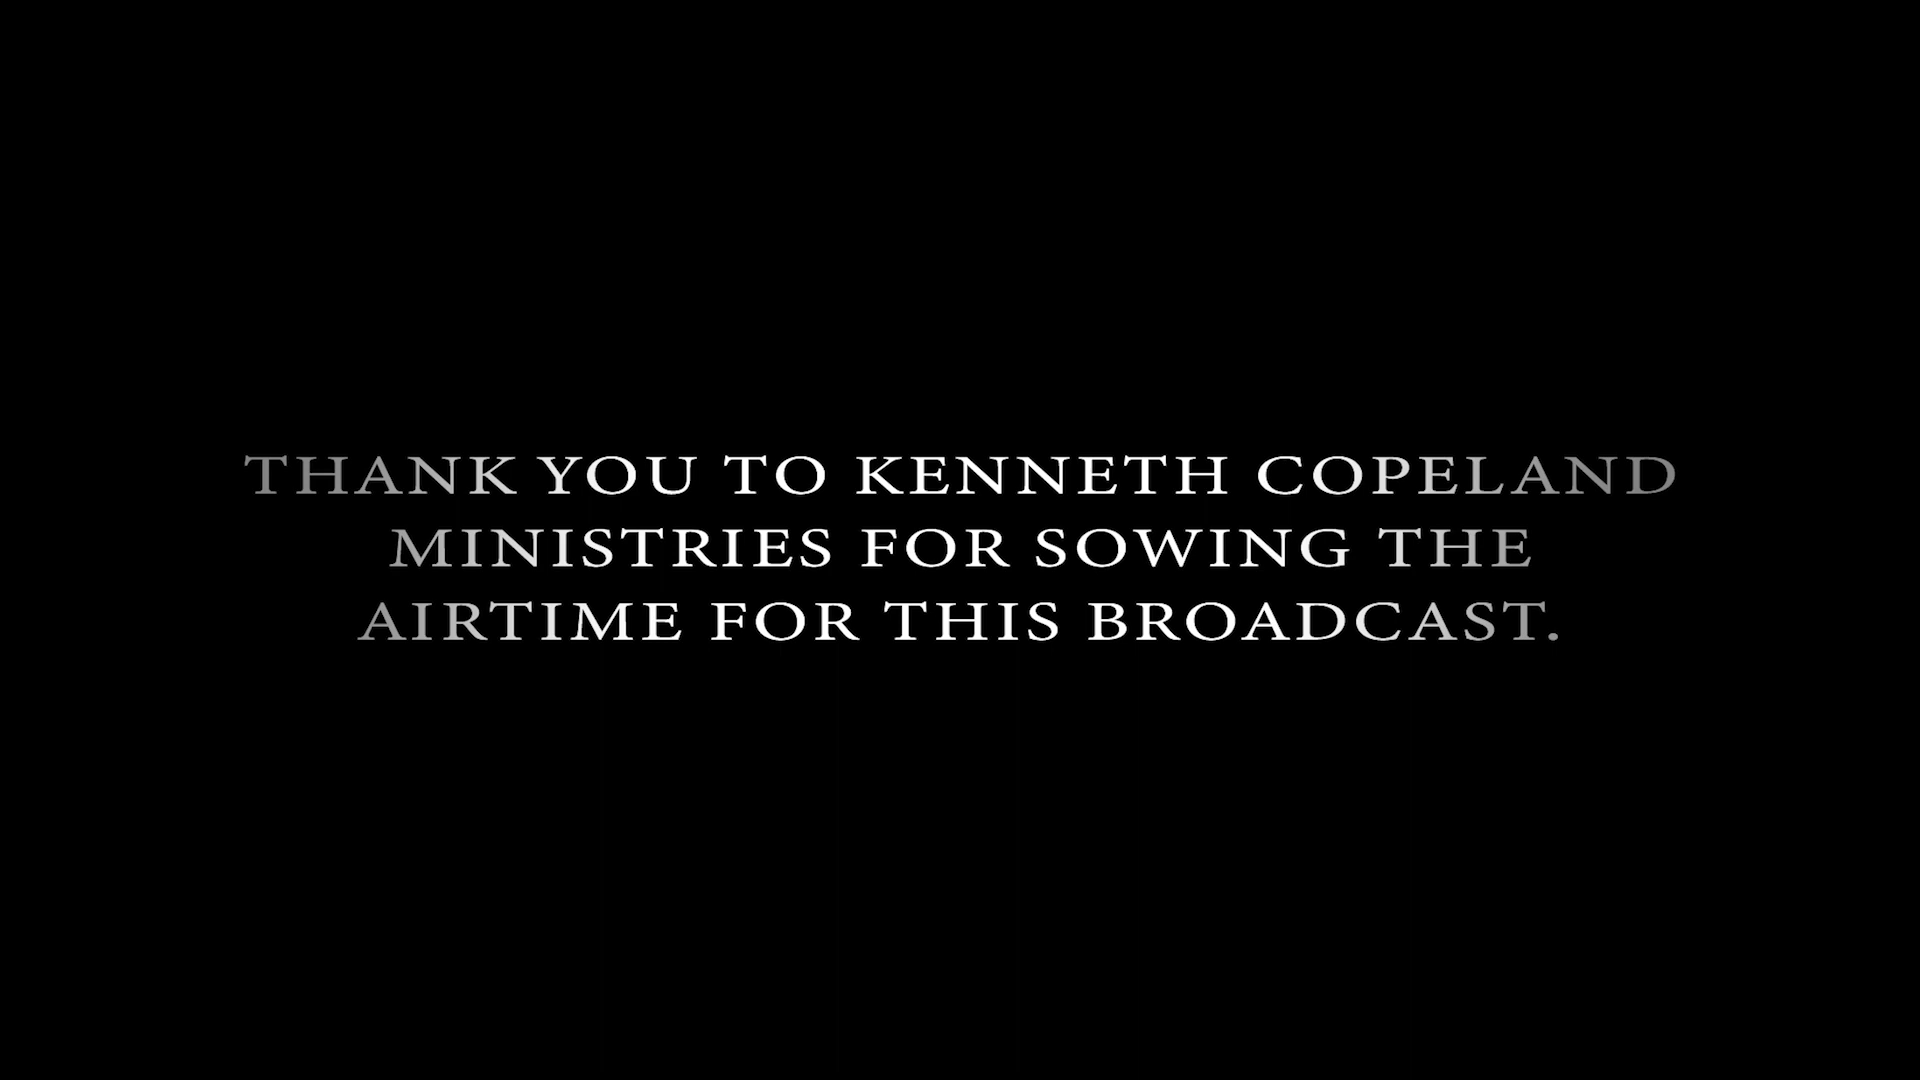 THANK YOU TO KENNETH COPELAND
MINISTRIES FOR SOWING THE
AIRTIME FOR THIS BROADCAST.